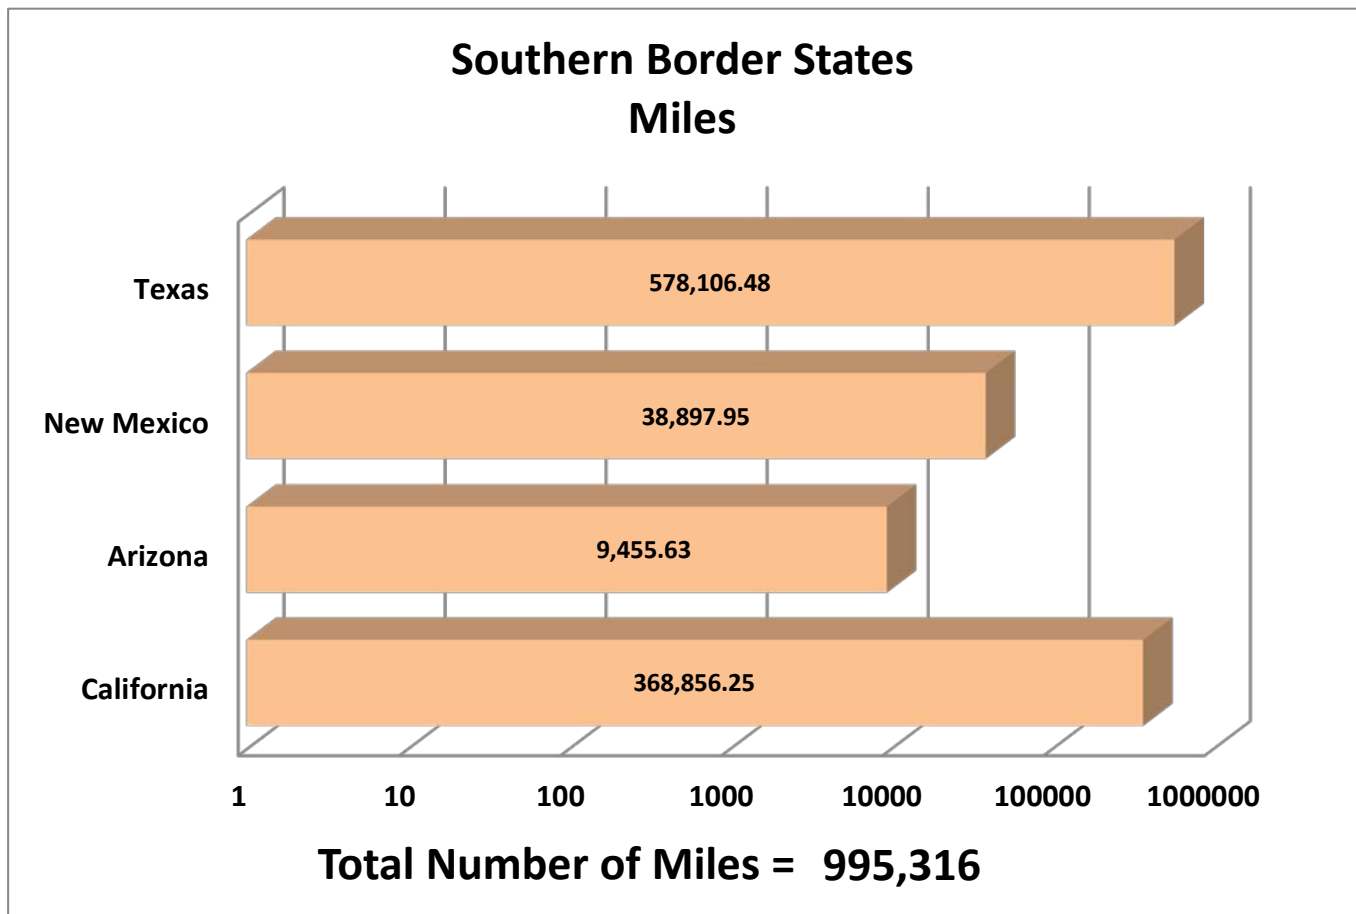 Southern Border States
Miles
Texas
578,106.48
New Mexico
38,897.95
Arizona
9,455.63
California
368,856.25
1 10 100 1000 10000 100000 1000000
Total Number of Miles = 995,316